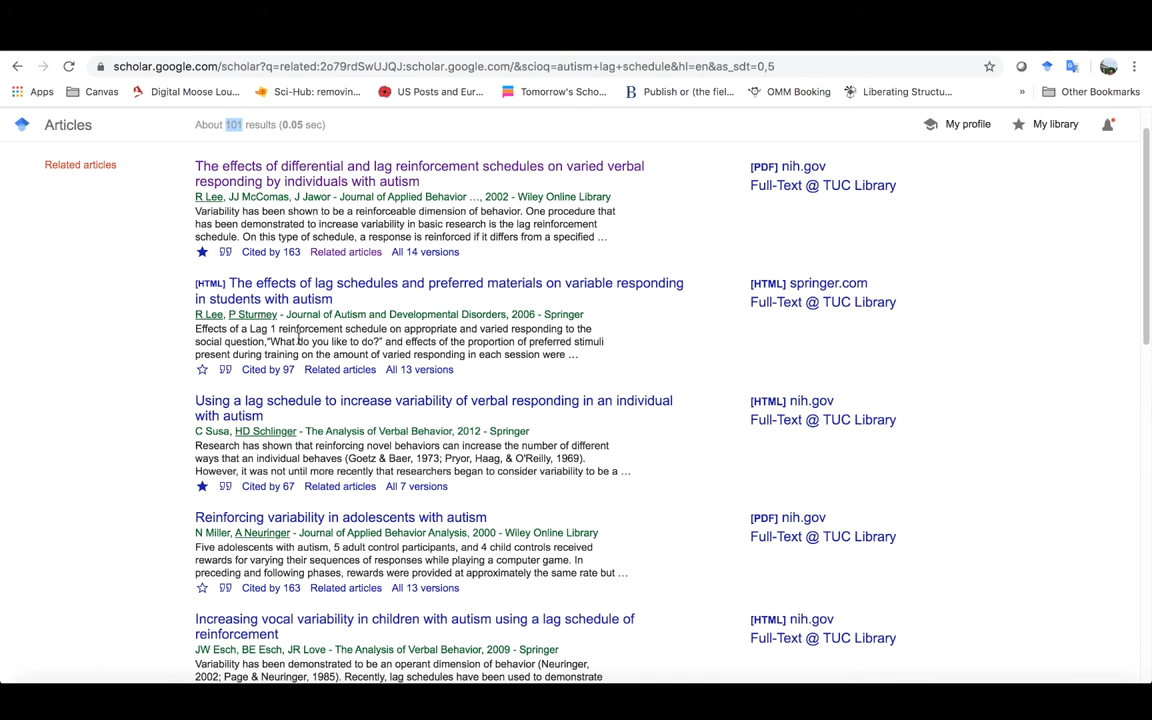 scholar.google.com/scholar?q=related:2o79rdSwUJQJ:scholar.google.com/&scioq=autism+lag+schedule&hl=en&as_sdt=0,5
Apps Canvas Digital Moose Lou... Sci-Hub: removin... US Posts and Eur... Tomorrow's Scho... Publish or (the fiel... OMM Booking Liberating Structu... » Other Bookmarks
Articles About 101 results (0.05 sec) My profile My library
Related articles
The effects of differential and lag reinforcement schedules on varied verbal
responding by individuals with autism
R Lee, JJ McComas, J Jawor - Journal of Applied Behavior ..., 2002 - Wiley Online Library
Variability has been shown to be a reinforceable dimension of behavior. One procedure that
has been demonstrated to increase variability in basic research is the lag reinforcement
schedule. On this type of schedule, a response is reinforced if it differs from a specified ...
Cited by 163 Related articles All 14 versions
[PDF] nih.gov
Full-Text @ TUC Library
[HTML] The effects of lag schedules and preferred materials on variable responding
in students with autism
R Lee, P Sturmey - Journal of Autism and Developmental Disorders, 2006 - Springer
Effects of a Lag 1 reinforcement schedule on appropriate and varied responding to the
social question,“What do you like to do?” and effects of the proportion of preferred stimuli
present during training on the amount of varied responding in each session were ...
Cited by 97 Related articles All 13 versions
[HTML] springer.com
Full-Text @ TUC Library
Using a lag schedule to increase variability of verbal responding in an individual
with autism
C Susa, HD Schlinger - The Analysis of Verbal Behavior, 2012 - Springer
Research has shown that reinforcing novel behaviors can increase the number of different
ways that an individual behaves (Goetz & Baer, 1973; Pryor, Haag, & O'Reilly, 1969).
However, it was not until more recently that researchers began to consider variability to be a ...
Cited by 67 Related articles All 7 versions
[HTML] nih.gov
Full-Text @ TUC Library
Reinforcing variability in adolescents with autism
N Miller, A Neuringer - Journal of Applied Behavior Analysis, 2000 - Wiley Online Library
Five adolescents with autism, 5 adult control participants, and 4 child controls received
rewards for varying their sequences of responses while playing a computer game. In
preceding and following phases, rewards were provided at approximately the same rate but ...
Cited by 163 Related articles All 13 versions
[PDF] nih.gov
Full-Text @ TUC Library
Increasing vocal variability in children with autism using a lag schedule of
reinforcement
JW Esch, BE Esch, JR Love - The Analysis of Verbal Behavior, 2009 - Springer
Variability has been demonstrated to be an operant dimension of behavior (Neuringer,
2002; Page & Neuringer, 1985). Recently, lag schedules have been used to demonstrate
[HTML] nih.gov
Full-Text @ TUC Library